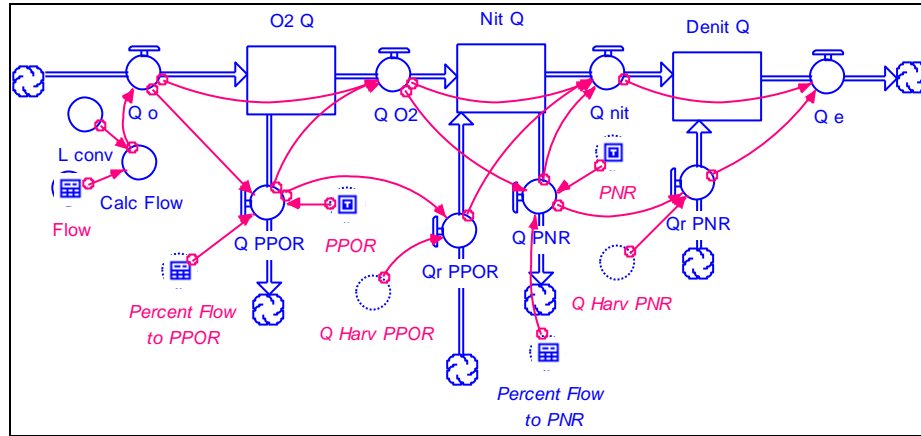 O2 Q
Nit Q
Denit Q
Q o
Q O2
Q nit
Q e
L conv
Calc Flow
Flow
PPOR
PNR
Q PPOR
Qr PPOR
Q PNR
Qr PNR
Percent Flow
to PPOR
Q Harv PPOR
Q Harv PNR
Percent Flow
to PNR